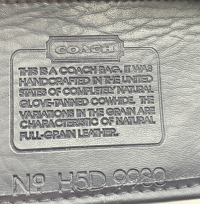 COACH
THIS IS A COACH BAG. IT WAS
HANDCRAFTED IN THE UNITED
STATES OF COMPLETELY NATURAL
GLOVE-TANNED COWHIDE. THE
VARIATIONS IN THE GRAIN ARE
CHARACTERISTIC OF NATURAL
FULL-GRAIN LEATHER.
Nº H5D 9980